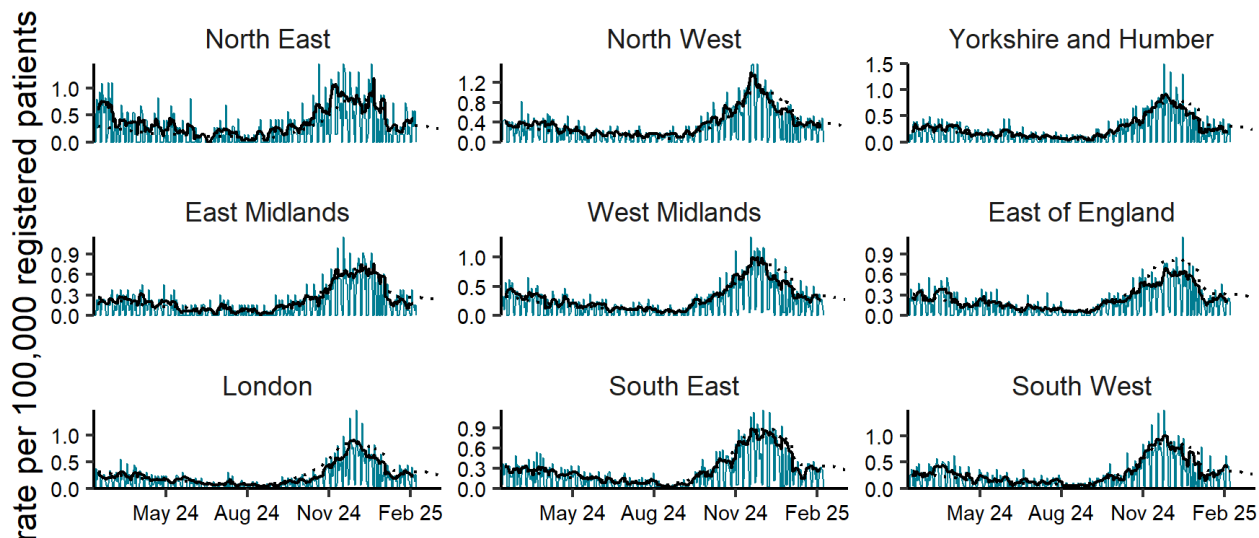 rate per 100,000 registered patients
North East
1.0
0.5
0.0
North West
1.2
0.8
0.4
0.0
Yorkshire and Humber
1.5
1.0
0.5
0.0
East Midlands
0.9
0.6
0.3
0.0
West Midlands
1.0
0.5
0.0
East of England
0.9
0.6
0.3
0.0
London
1.0
0.5
0.0
May 24 Aug 24 Nov 24 Feb 25
South East
0.9
0.6
0.3
0.0
May 24 Aug 24 Nov 24 Feb 25
South West
1.0
0.5
0.0
May 24 Aug 24 Nov 24 Feb 25